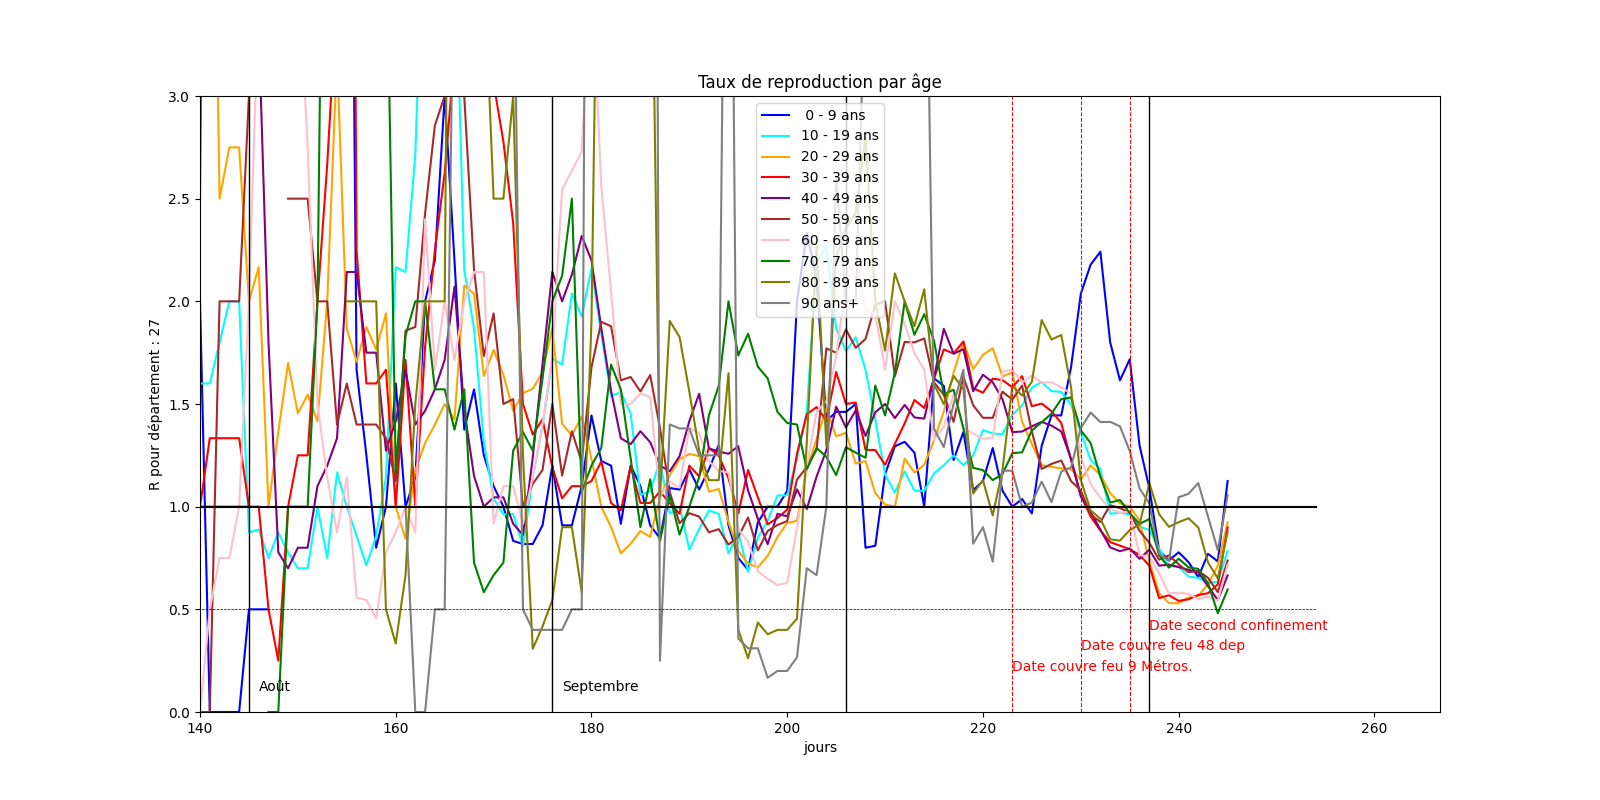 Taux de reproduction par âge
3.0
2.5
2.0
1.5
1.0
0.5
0.0
R pour département : 27
0 - 9 ans
10 - 19 ans
20 - 29 ans
30 - 39 ans
40 - 49 ans
50 - 59 ans
60 - 69 ans
70 - 79 ans
80 - 89 ans
90 ans+
Date second confinement
Date couvre feu 48 dep
Date couvre feu 9 Métros.
Août
Septembre
140
160
180
200
220
240
260
jours